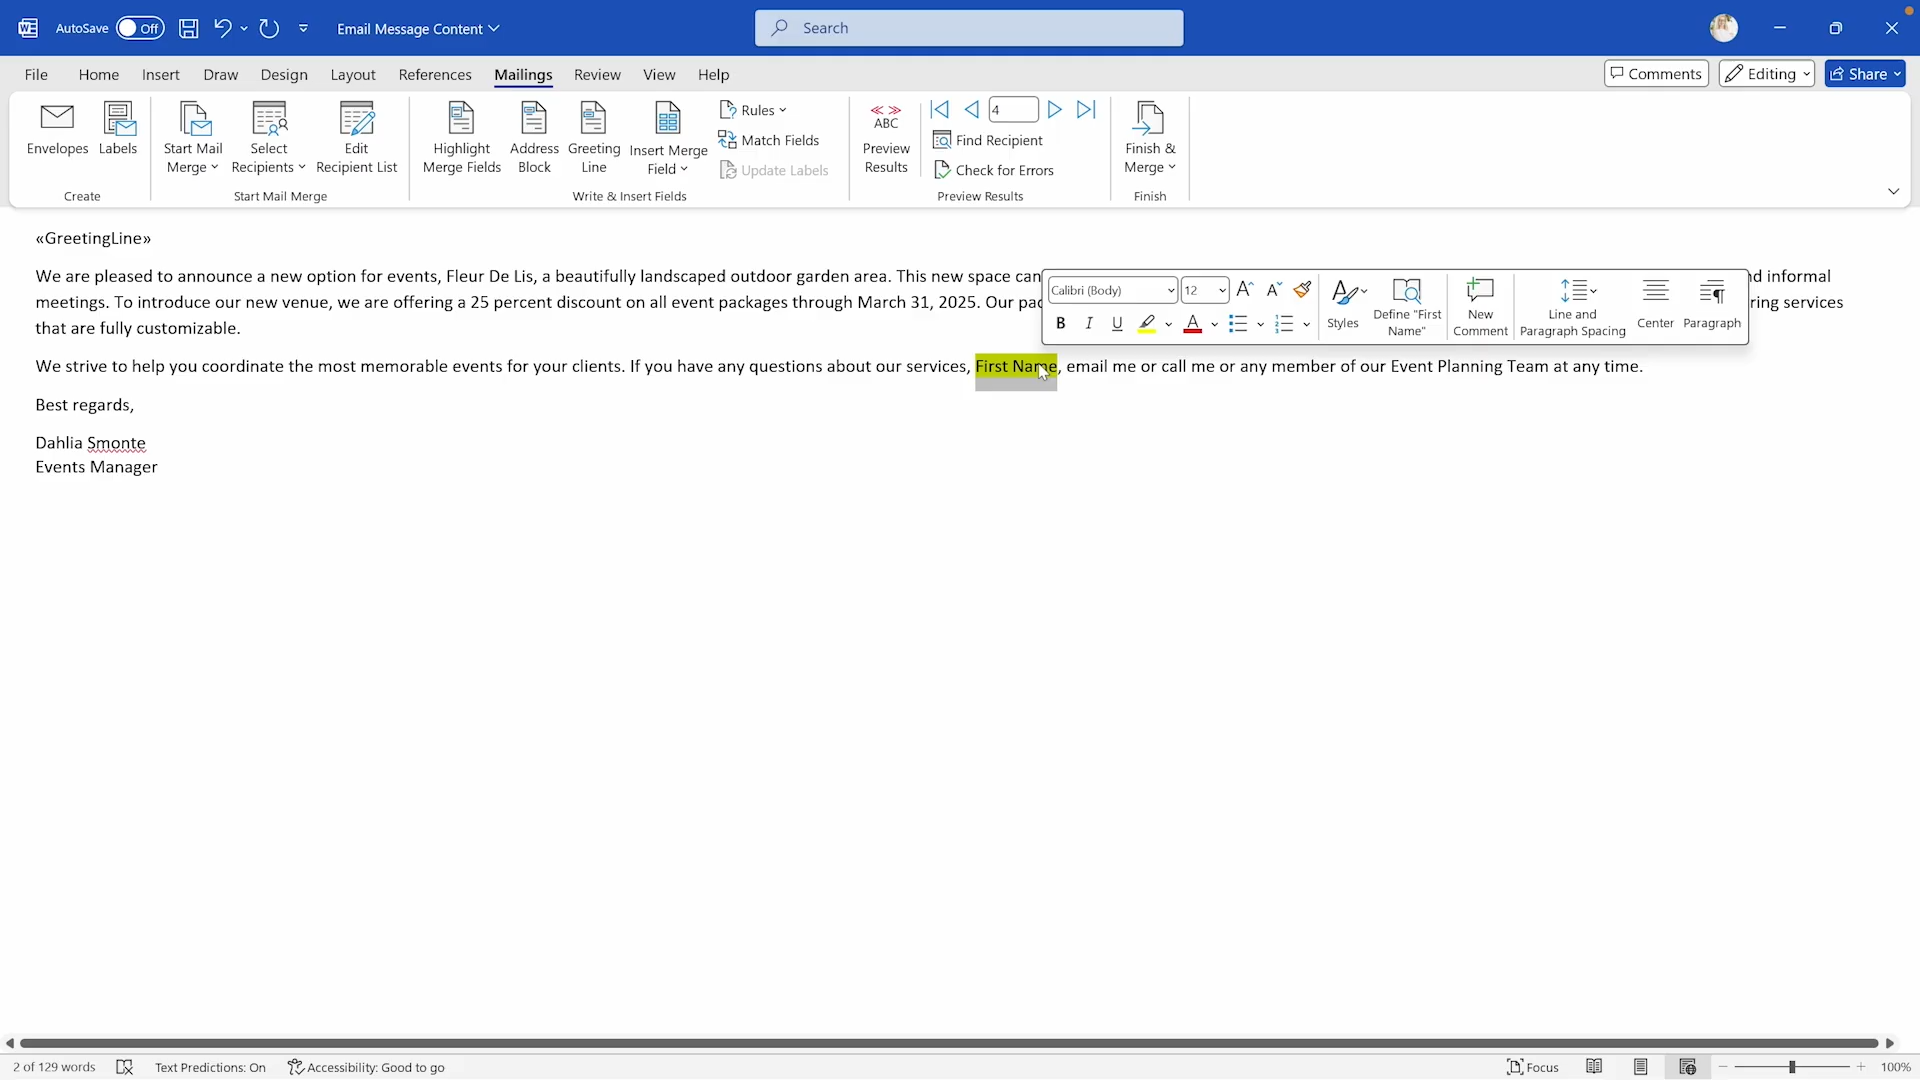 AutoSave Off Email Message Content Search
File Home Insert Draw Design Layout References Mailings Review View Help Comments Editing Share
Envelopes Labels Start Mail Merge Select Recipients Edit Recipient List Highlight Merge Fields Address Block Greeting Line Insert Merge Field Rules Match Fields Update Labels ABC Preview Results 4 Find Recipient Check for Errors Finish & Merge
Create Start Mail Merge Write & Insert Fields Preview Results Finish
«GreetingLine»
We are pleased to announce a new option for events, Fleur De Lis, a beautifully landscaped outdoor garden area. This new space can nd informal
meetings. To introduce our new venue, we are offering a 25 percent discount on all event packages through March 31, 2025. Our pac ring services
that are fully customizable.
Calibri (Body) 12 A A Styles Define "First Name" New Comment Line and Paragraph Spacing Center Paragraph
B I U A
We strive to help you coordinate the most memorable events for your clients. If you have any questions about our services, First Name, email me or call me or any member of our Event Planning Team at any time.
Best regards,
Dahlia Smonte
Events Manager
2 of 129 words Text Predictions: On Accessibility: Good to go Focus 100%